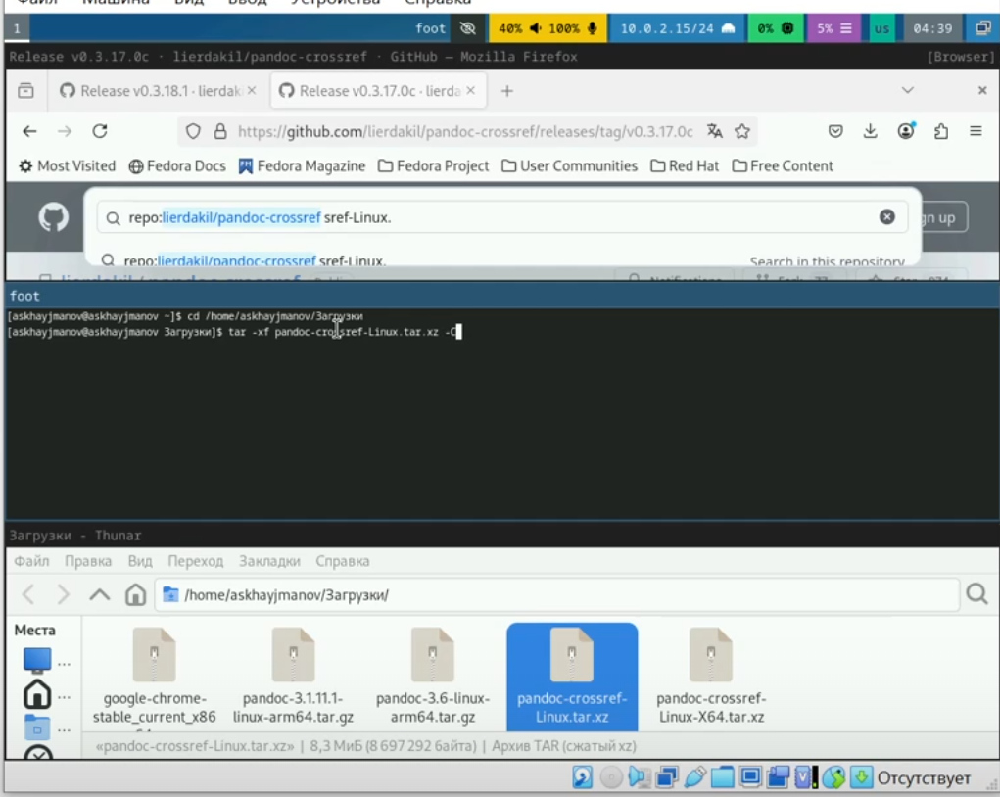 Файл Машина Вид Ввод Устройства Справка
1 foot 40% 100% 10.0.2.15/24 0% 5% us 04:39
Release v0.3.17.0c · lierdakil/pandoc-crossref · GitHub — Mozilla Firefox [Browser]
Release v0.3.18.1 · lierdak Release v0.3.17.0c · lierda
https://github.com/lierdakil/pandoc-crossref/releases/tag/v0.3.17.0c
Most Visited Fedora Docs Fedora Magazine Fedora Project User Communities Red Hat Free Content
repo:lierdakil/pandoc-crossref sref-Linux. gn up
repo:lierdakil/pandoc-crossref sref-Linux. Search in this repository
foot
[askhayjmanov@askhayjmanov ~]$ cd /home/askhayjmanov/Загрузки
[askhayjmanov@askhayjmanov Загрузки]$ tar -xf pandoc-crossref-Linux.tar.xz -C
Загрузки - Thunar
Файл Правка Вид Переход Закладки Справка
/home/askhayjmanov/Загрузки/
Места
google-chrome-
stable_current_x86
pandoc-3.1.11.1-
linux-arm64.tar.gz
pandoc-3.6-linux-
arm64.tar.gz
pandoc-crossref-
Linux.tar.xz
pandoc-crossref-
Linux-X64.tar.xz
«pandoc-crossref-Linux.tar.xz» | 8,3 МиБ (8 697 292 байта) | Архив TAR (сжатый xz)
Отсутствует